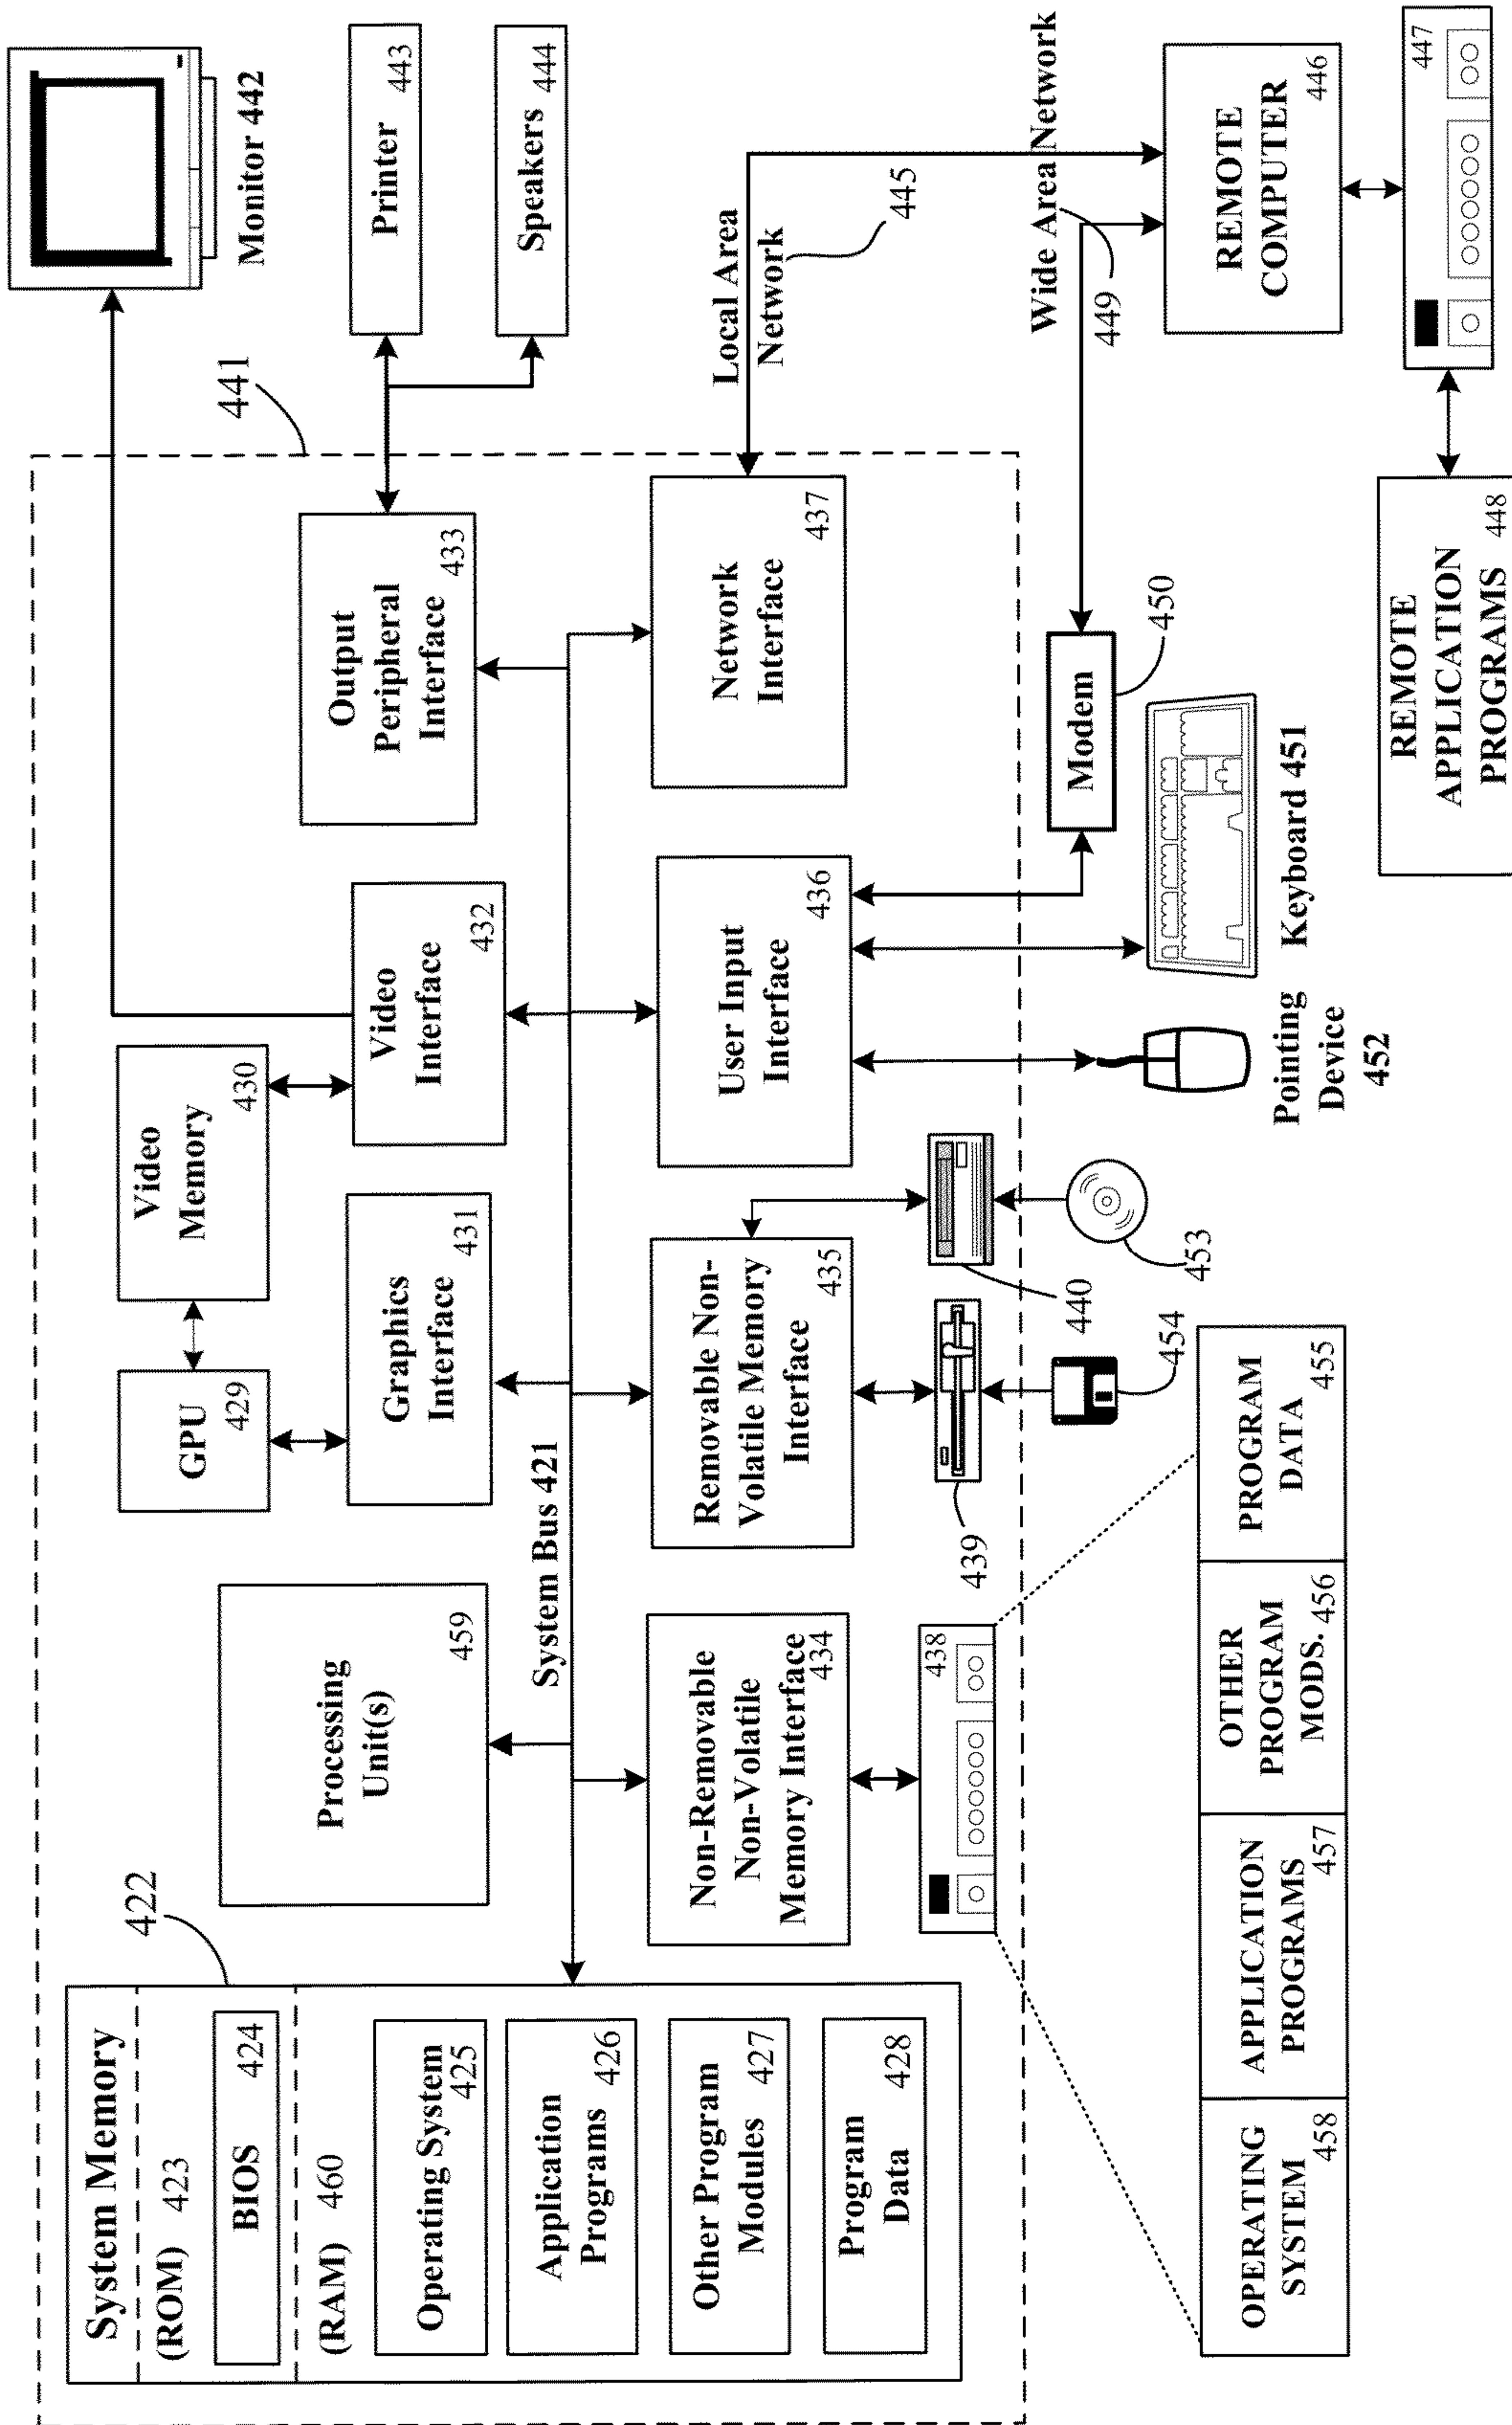 System Memory
(ROM) 423
BIOS 424
(RAM) 460
Operating System
425
Application
Programs 426
Other Program
Modules 427
Program
Data 428
422
Processing
Unit(s)
459
System Bus 421
GPU
429
Video
Memory
430
Graphics
Interface
431
Video
Interface
432
Output
Peripheral
Interface
433
441
Monitor 442
Printer
443
Speakers
444
Non-Removable
Non-Volatile
Memory Interface
434
Removable Non-
Volatile Memory
Interface
435
User Input
Interface
436
Network
Interface
437
Local Area
Network
445
438
439
440
454
453
Pointing
Device
452
Keyboard 451
Modem
450
Wide Area Network
449
REMOTE
COMPUTER
446
447
REMOTE
APPLICATION
PROGRAMS
448
OPERATING
SYSTEM
458
APPLICATION
PROGRAMS
457
OTHER
PROGRAM
MODS. 456
PROGRAM
DATA
455